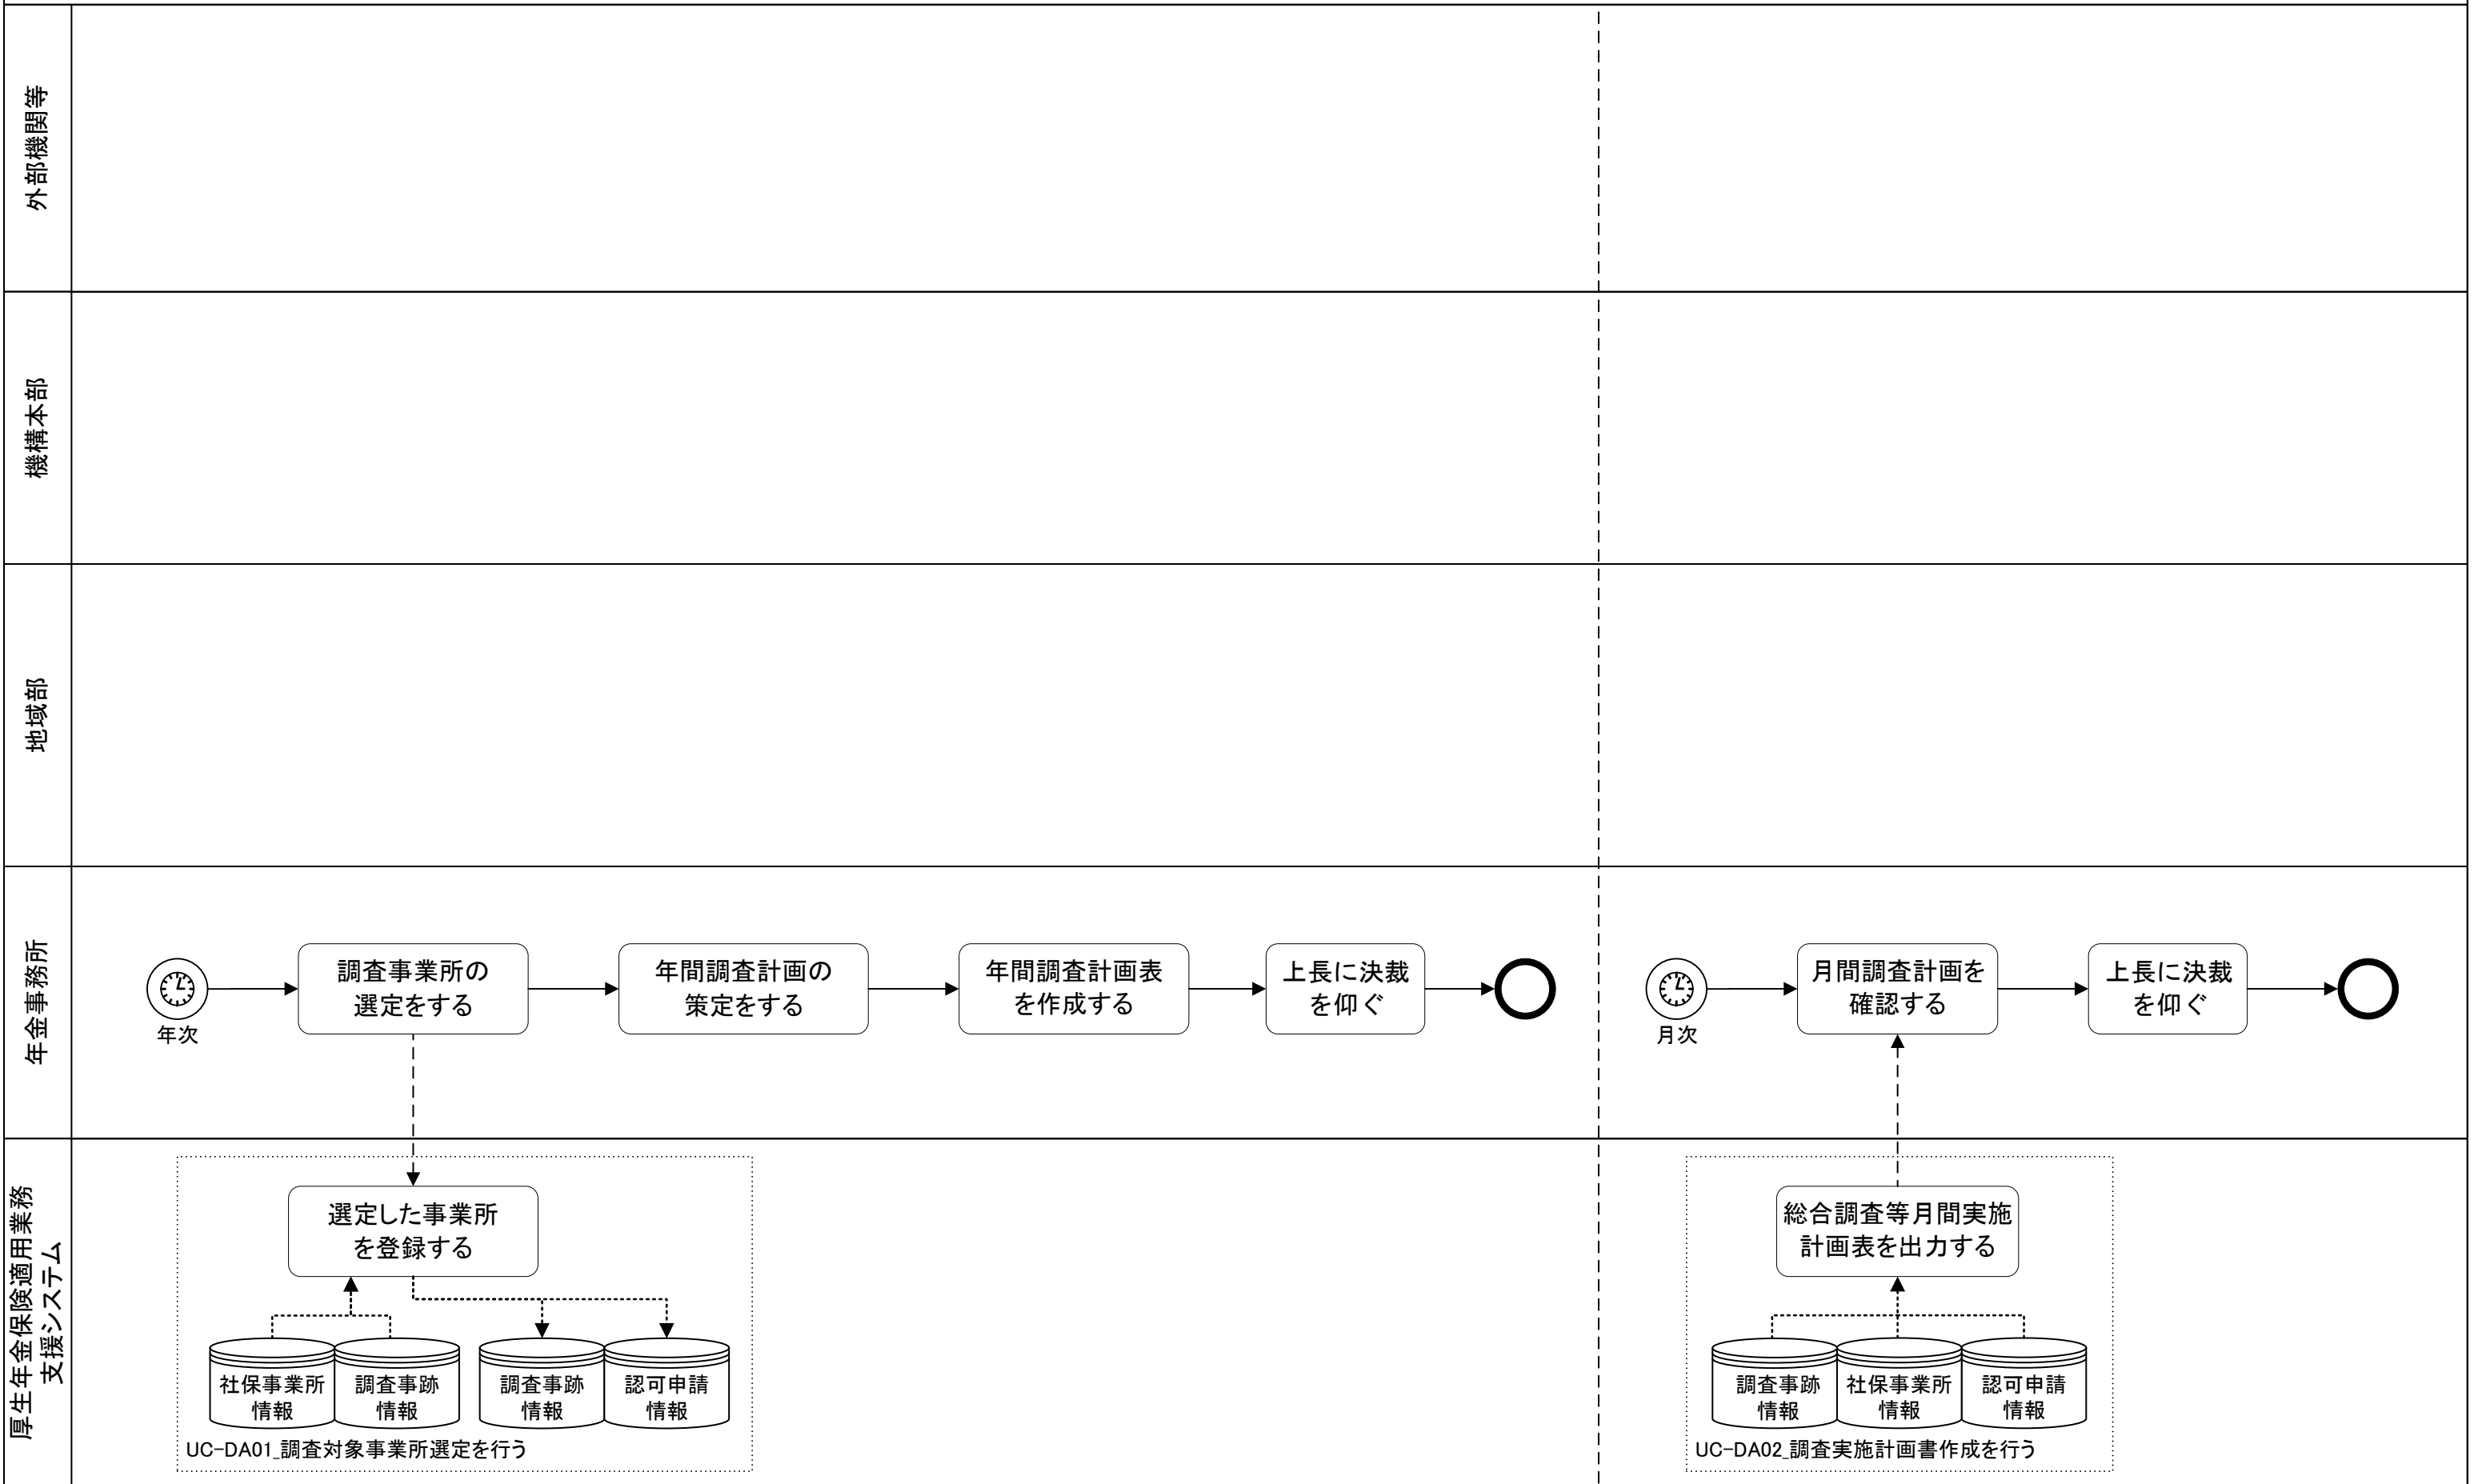 外部機関等
機構本部
地域部
年金事務所
年次
調査事業所の
選定をする
年間調査計画の
策定をする
年間調査計画表
を作成する
上長に決裁
を仰ぐ
月次
月間調査計画を
確認する
上長に決裁
を仰ぐ
厚生年金保険適用業務
支援システム
選定した事業所
を登録する
社保事業所
情報
調査事跡
情報
調査事跡
情報
認可申請
情報
UC-DA01_調査対象事業所選定を行う
総合調査等月間実施
計画表を出力する
調査事跡
情報
社保事業所
情報
認可申請
情報
UC-DA02_調査実施計画書作成を行う